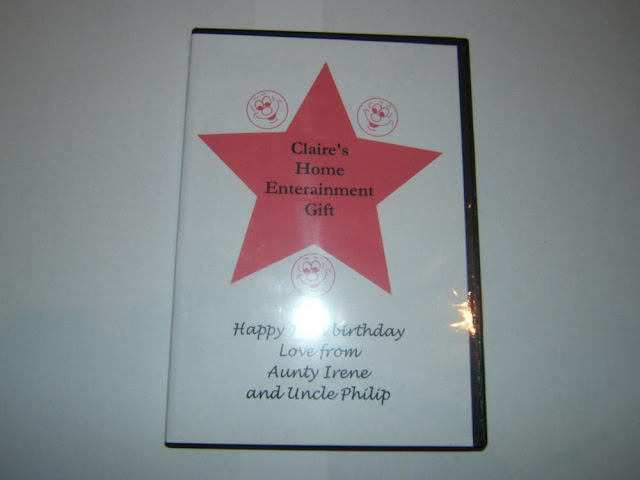 Claire's
Home
Enterainment
Gift
Happy birthday
Love from
Aunty Irene
and Uncle Philip